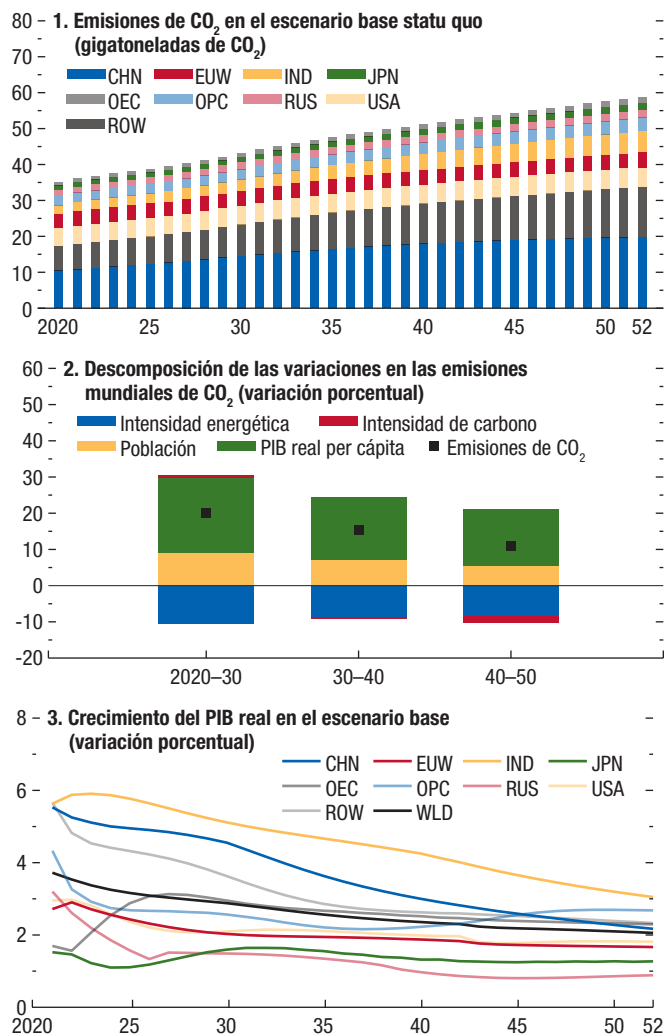 1. Emisiones de CO₂ en el escenario base statu quo
(gigatoneladas de CO₂)
CHN EUW IND JPN
OEC OPC RUS USA
ROW
80
70
60
50
40
30
20
10
0
2020 25 30 35 40 45 50 52
2. Descomposición de las variaciones en las emisiones
mundiales de CO₂ (variación porcentual)
Intensidad energética Intensidad de carbono
Población PIB real per cápita Emisiones de CO₂
60
50
40
30
20
10
0
-10
-20
2020–30 30–40 40–50
3. Crecimiento del PIB real en el escenario base
(variación porcentual)
CHN EUW IND JPN
OEC OPC RUS USA
ROW WLD
8
6
4
2
0
2020 25 30 35 40 45 52